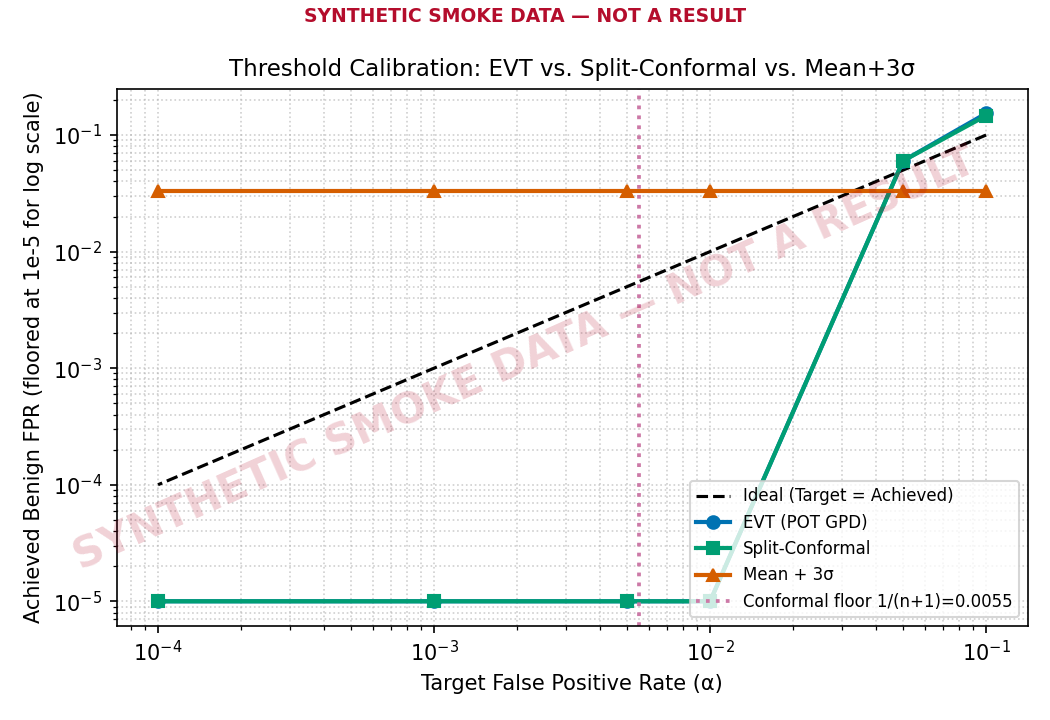 SYNTHETIC SMOKE DATA — NOT A RESULT
Threshold Calibration: EVT vs. Split-Conformal vs. Mean+3σ
Achieved Benign FPR (floored at 1e-5 for log scale)
10⁻¹
10⁻²
10⁻³
10⁻⁴
10⁻⁵
SYNTHETIC SMOKE DATA — NOT A RESULT
Ideal (Target = Achieved)
EVT (POT GPD)
Split-Conformal
Mean + 3σ
Conformal floor 1/(n+1)=0.0055
10⁻⁴ 10⁻³ 10⁻² 10⁻¹
Target False Positive Rate (α)